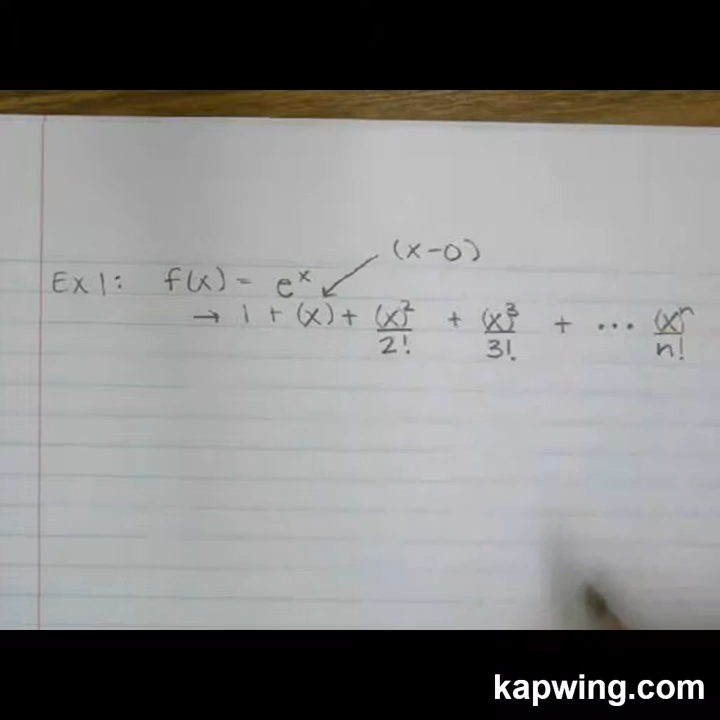 (x-0)
Ex 1: f(x) = e^x
→ 1 + (x) + (x)^2/2! + (x)^3/3! + ... (x)^n/n!
kapwing.com